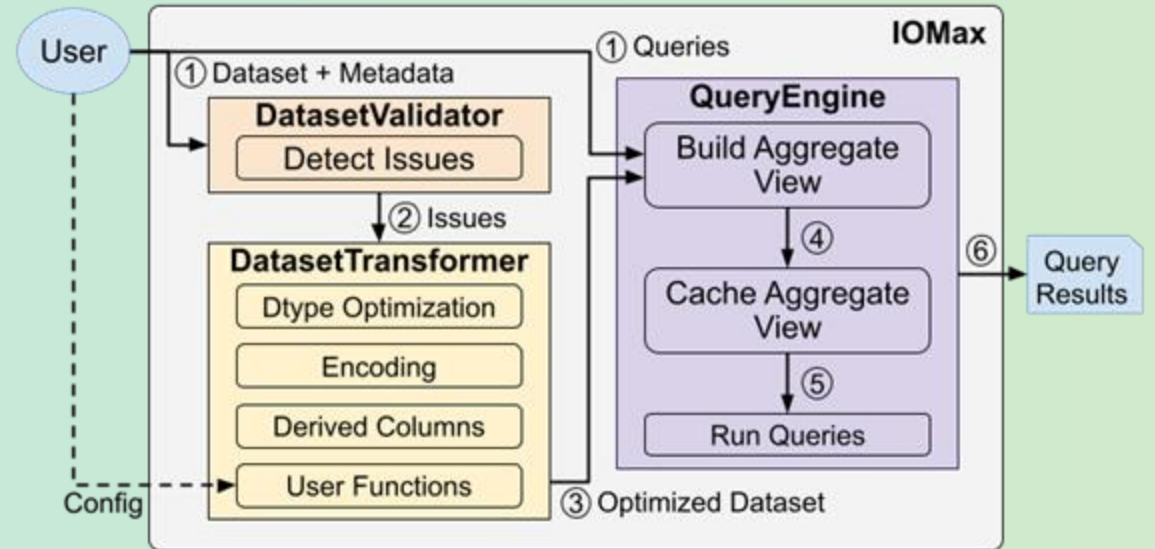 User
IOMax
① Queries
① Dataset + Metadata
DatasetValidator
Detect Issues
② Issues
DatasetTransformer
Dtype Optimization
Encoding
Derived Columns
User Functions
Config
③ Optimized Dataset
QueryEngine
Build Aggregate
View
④
Cache Aggregate
View
⑤
Run Queries
⑥
Query
Results